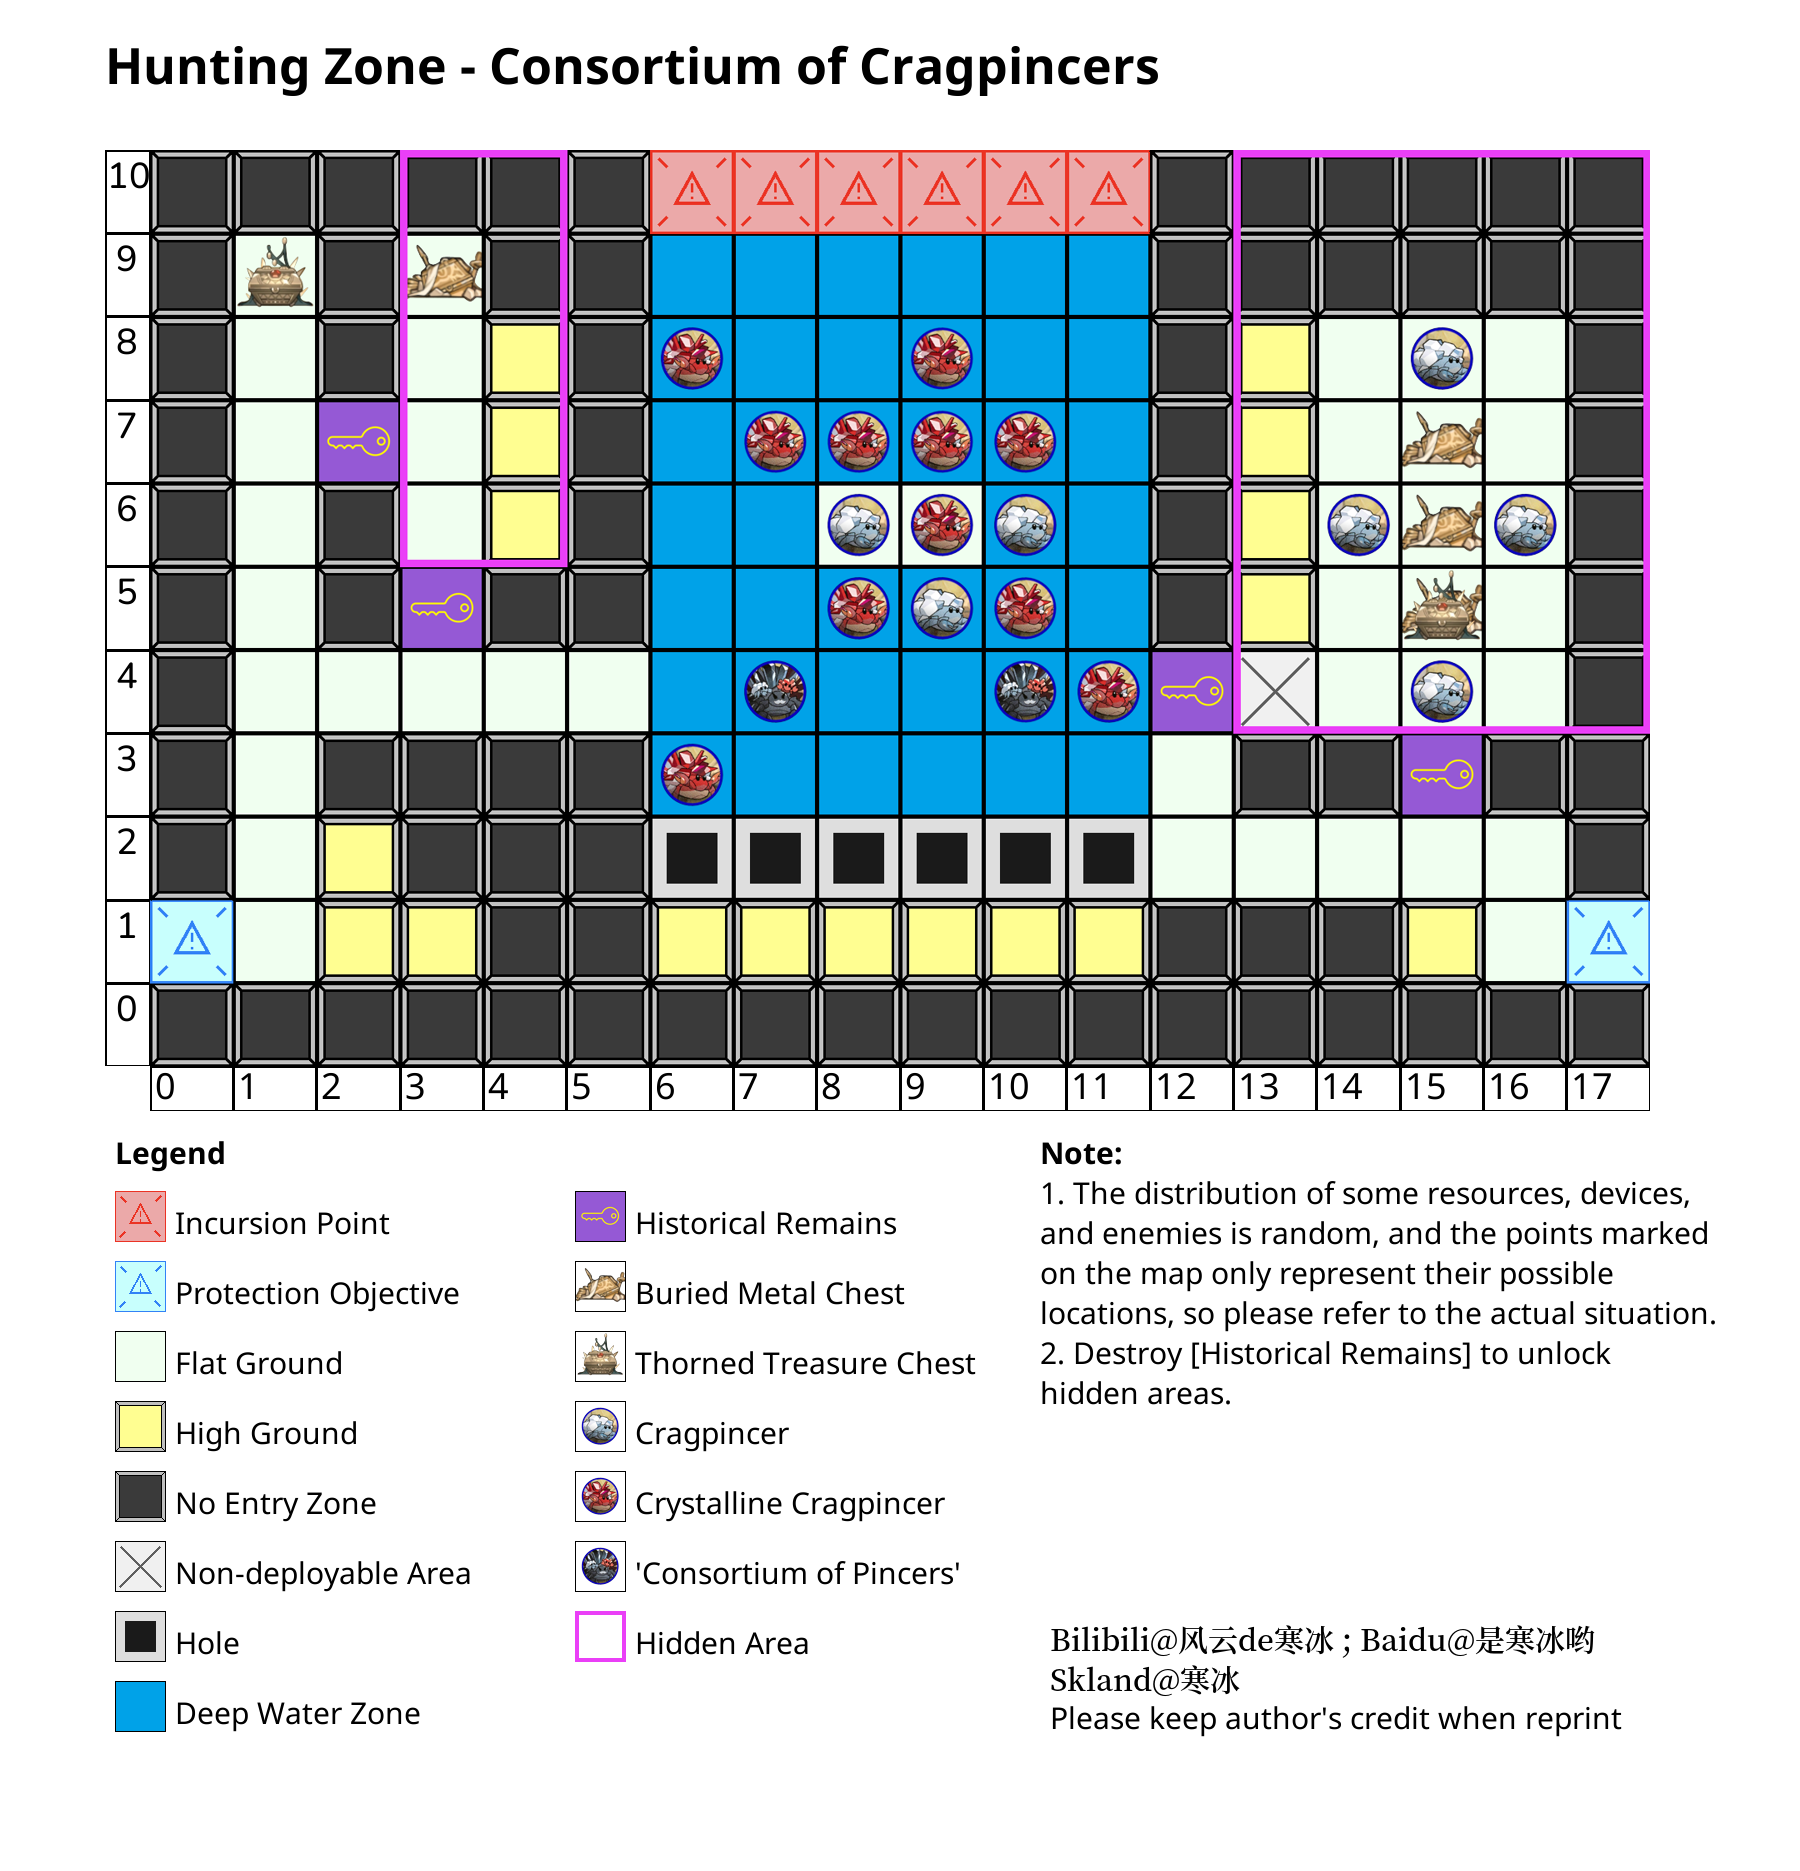 Hunting Zone - Consortium of Cragpincers
10
9
8
7
6
5
4
3
2
1
0
0 1 2 3 4 5 6 7 8 9 10 11 12 13 14 15 16 17
Legend
Incursion Point
Protection Objective
Flat Ground
High Ground
No Entry Zone
Non-deployable Area
Hole
Deep Water Zone
Historical Remains
Buried Metal Chest
Thorned Treasure Chest
Cragpincer
Crystalline Cragpincer
'Consortium of Pincers'
Hidden Area
Note:
1. The distribution of some resources, devices,
and enemies is random, and the points marked
on the map only represent their possible
locations, so please refer to the actual situation.
2. Destroy [Historical Remains] to unlock
hidden areas.
Bilibili@风云de寒冰 ; Baidu@是寒冰哟
Skland@寒冰
Please keep author's credit when reprint